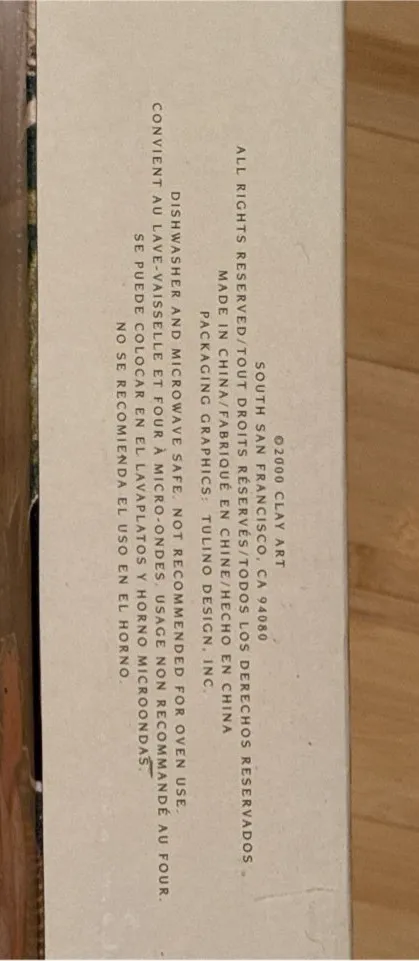 ©2000 CLAY ART
SOUTH SAN FRANCISCO, CA 94080
ALL RIGHTS RESERVED/TOUT DROITS RÉSERVÉS/TODOS LOS DERECHOS RESERVADOS
MADE IN CHINA/FABRIQUÉ EN CHINE/HECHO EN CHINA
PACKAGING GRAPHICS: TULINO DESIGN, INC.
DISHWASHER AND MICROWAVE SAFE. NOT RECOMMENDED FOR OVEN USE.
CONVIENT AU LAVE-VAISSELLE ET FOUR À MICRO-ONDES. USAGE NON RECOMMANDÉ AU FOUR.
SE PUEDE COLOCAR EN EL LAVAPLATOS Y HORNO MICROONDAS.
NO SE RECOMIENDA EL USO EN EL HORNO.